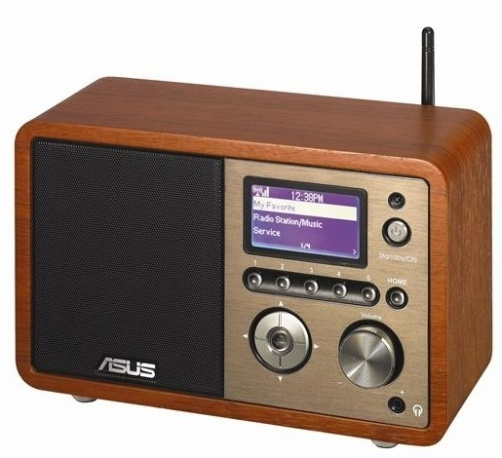 12:38PM
My Favorite
Radio Station/Music
Service
1/4
Standby/ON
1 2 3 4 5 HOME
Volume
- +
ASUS